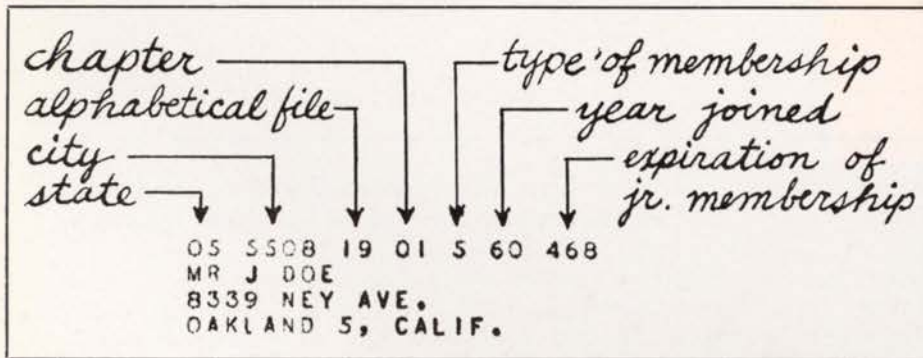 chapter
type of membership
alphabetical file
year joined
city
expiration of
state
jr. membership
05 5508 19 01 S 60 468
MR J DOE
8339 NEY AVE.
OAKLAND 5, CALIF.